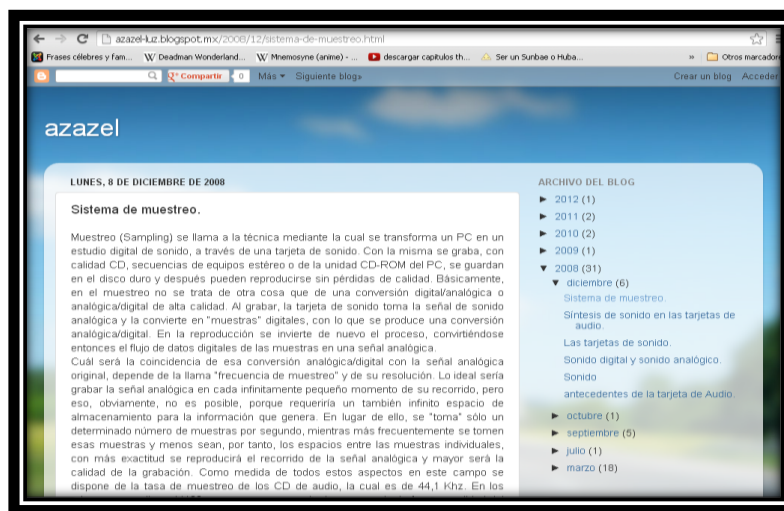 azazel-luz.blogspot.mx/2008/12/sistema-de-muestreo.html
Frases célebres y fam... Deadman Wonderland... Mnemosyne (anime) - ... descargar capitulos th... Ser un Sunbae o Huba... » Otros marcadore
Compartir 0 Más Siguiente blog» Crear un blog Acceder
azazel
LUNES, 8 DE DICIEMBRE DE 2008
Sistema de muestreo.
Muestreo (Sampling) se llama a la técnica mediante la cual se transforma un PC en un
estudio digital de sonido, a través de una tarjeta de sonido. Con la misma se graba, con
calidad CD, secuencias de equipos estéreo o de la unidad CD-ROM del PC, se guardan
en el disco duro y después pueden reproducirse sin pérdidas de calidad. Básicamente,
en el muestreo no se trata de otra cosa que de una conversión digital/analógica o
analógica/digital de alta calidad. Al grabar, la tarjeta de sonido toma la señal de sonido
analógica y la convierte en "muestras" digitales, con lo que se produce una conversión
analógica/digital. En la reproducción se invierte de nuevo el proceso, convirtiéndose
entonces el flujo de datos digitales de las muestras en una señal analógica.
Cuál será la coincidencia de esa conversión analógica/digital con la señal analógica
original, depende de la llama "frecuencia de muestreo" y de su resolución. Lo ideal sería
grabar la señal analógica en cada infinitamente pequeño momento de su recorrido, pero
eso, obviamente, no es posible, porque requeriría un también infinito espacio de
almacenamiento para la información que genera. En lugar de ello, se "toma" sólo un
determinado número de muestras por segundo, mientras más frecuentemente se tomen
esas muestras y menos sean, por tanto, los espacios entre las muestras individuales,
con más exactitud se reproducirá el recorrido de la señal analógica y mayor será la
calidad de la grabación. Como medida de todos estos aspectos en este campo se
dispone de la tasa de muestreo de los CD de audio, la cual es de 44,1 Khz. En los
ARCHIVO DEL BLOG
► 2012 (1)
► 2011 (2)
► 2010 (2)
► 2009 (1)
▼ 2008 (31)
▼ diciembre (6)
Sistema de muestreo.
Síntesis de sonido en las tarjetas de
audio.
Las tarjetas de sonido.
Sonido digital y sonido analógico.
Sonido
antecedentes de la tarjeta de Audio.
► octubre (1)
► septiembre (5)
► julio (1)
► marzo (18)